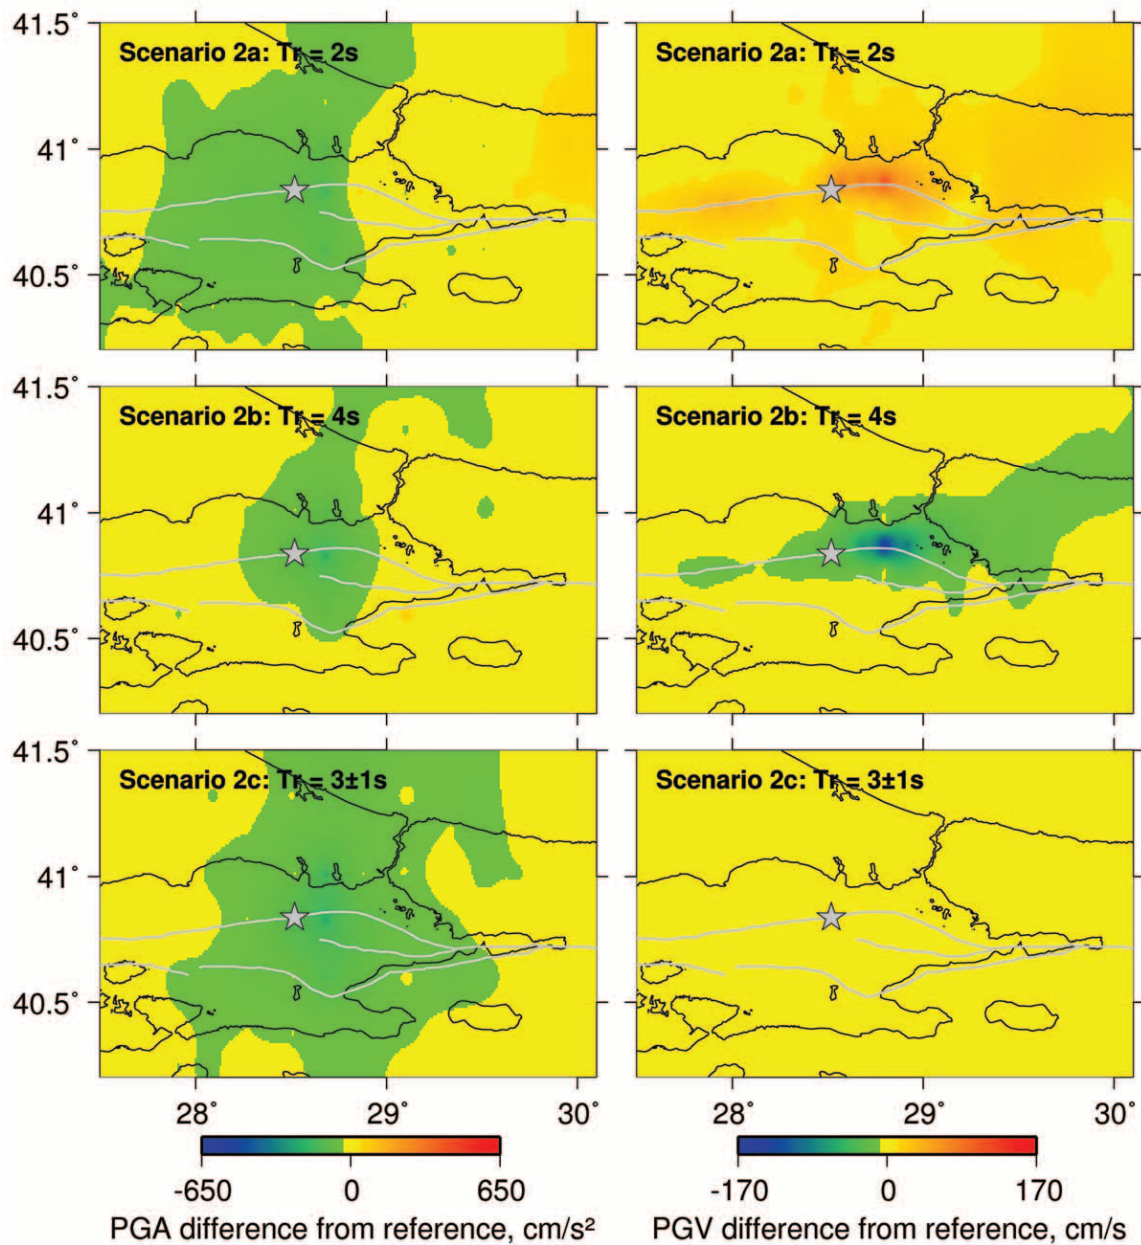 41.5°
Scenario 2a: Tr = 2s
Scenario 2a: Tr = 2s
41°
40.5°
41.5°
Scenario 2b: Tr = 4s
Scenario 2b: Tr = 4s
41°
40.5°
41.5°
Scenario 2c: Tr = 3±1s
Scenario 2c: Tr = 3±1s
41°
40.5°
28° 29° 30° 28° 29° 30°
-650 0 650 -170 0 170
PGA difference from reference, cm/s² PGV difference from reference, cm/s